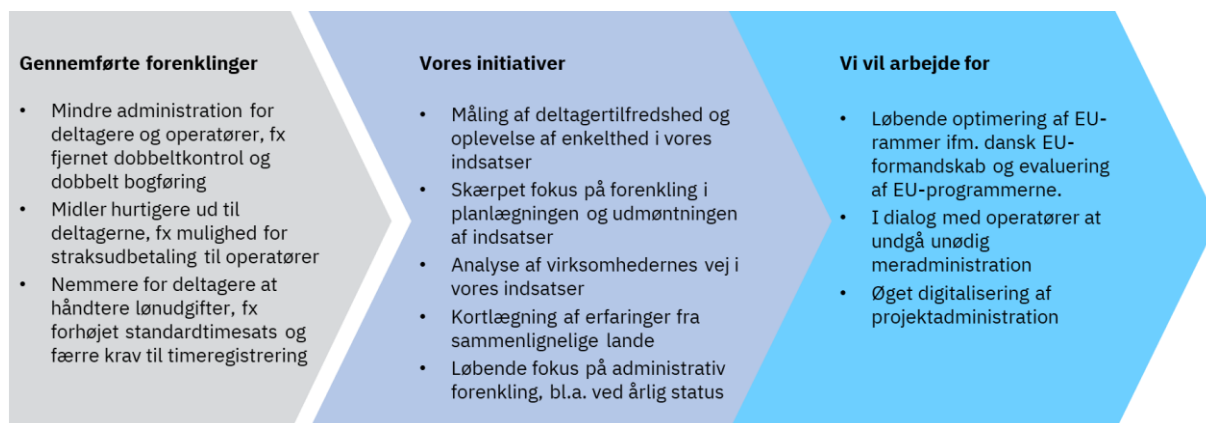 Gennemførte forenklinger
• Mindre administration for
deltagere og operatører, fx
fjernet dobbeltkontrol og
dobbelt bogføring
• Midler hurtigere ud til
deltagerne, fx mulighed for
straksudbetaling til operatører
• Nemmere for deltagere at
håndtere lønudgifter, fx
forhøjet standardtimesats og
færre krav til timeregistrering
Vores initiativer
• Måling af deltagertilfredshed og
oplevelse af enkelthed i vores
indsatser
• Skærpet fokus på forenkling i
planlægningen og udmøntningen
af indsatser
• Analyse af virksomhedernes vej i
vores indsatser
• Kortlægning af erfaringer fra
sammenlignelige lande
• Løbende fokus på administrativ
forenkling, bl.a. ved årlig status
Vi vil arbejde for
• Løbende optimering af EU-
rammer ifm. dansk EU-
formandskab og evaluering
af EU-programmerne.
• I dialog med operatører at
undgå unødig
meradministration
• Øget digitalisering af
projektadministration